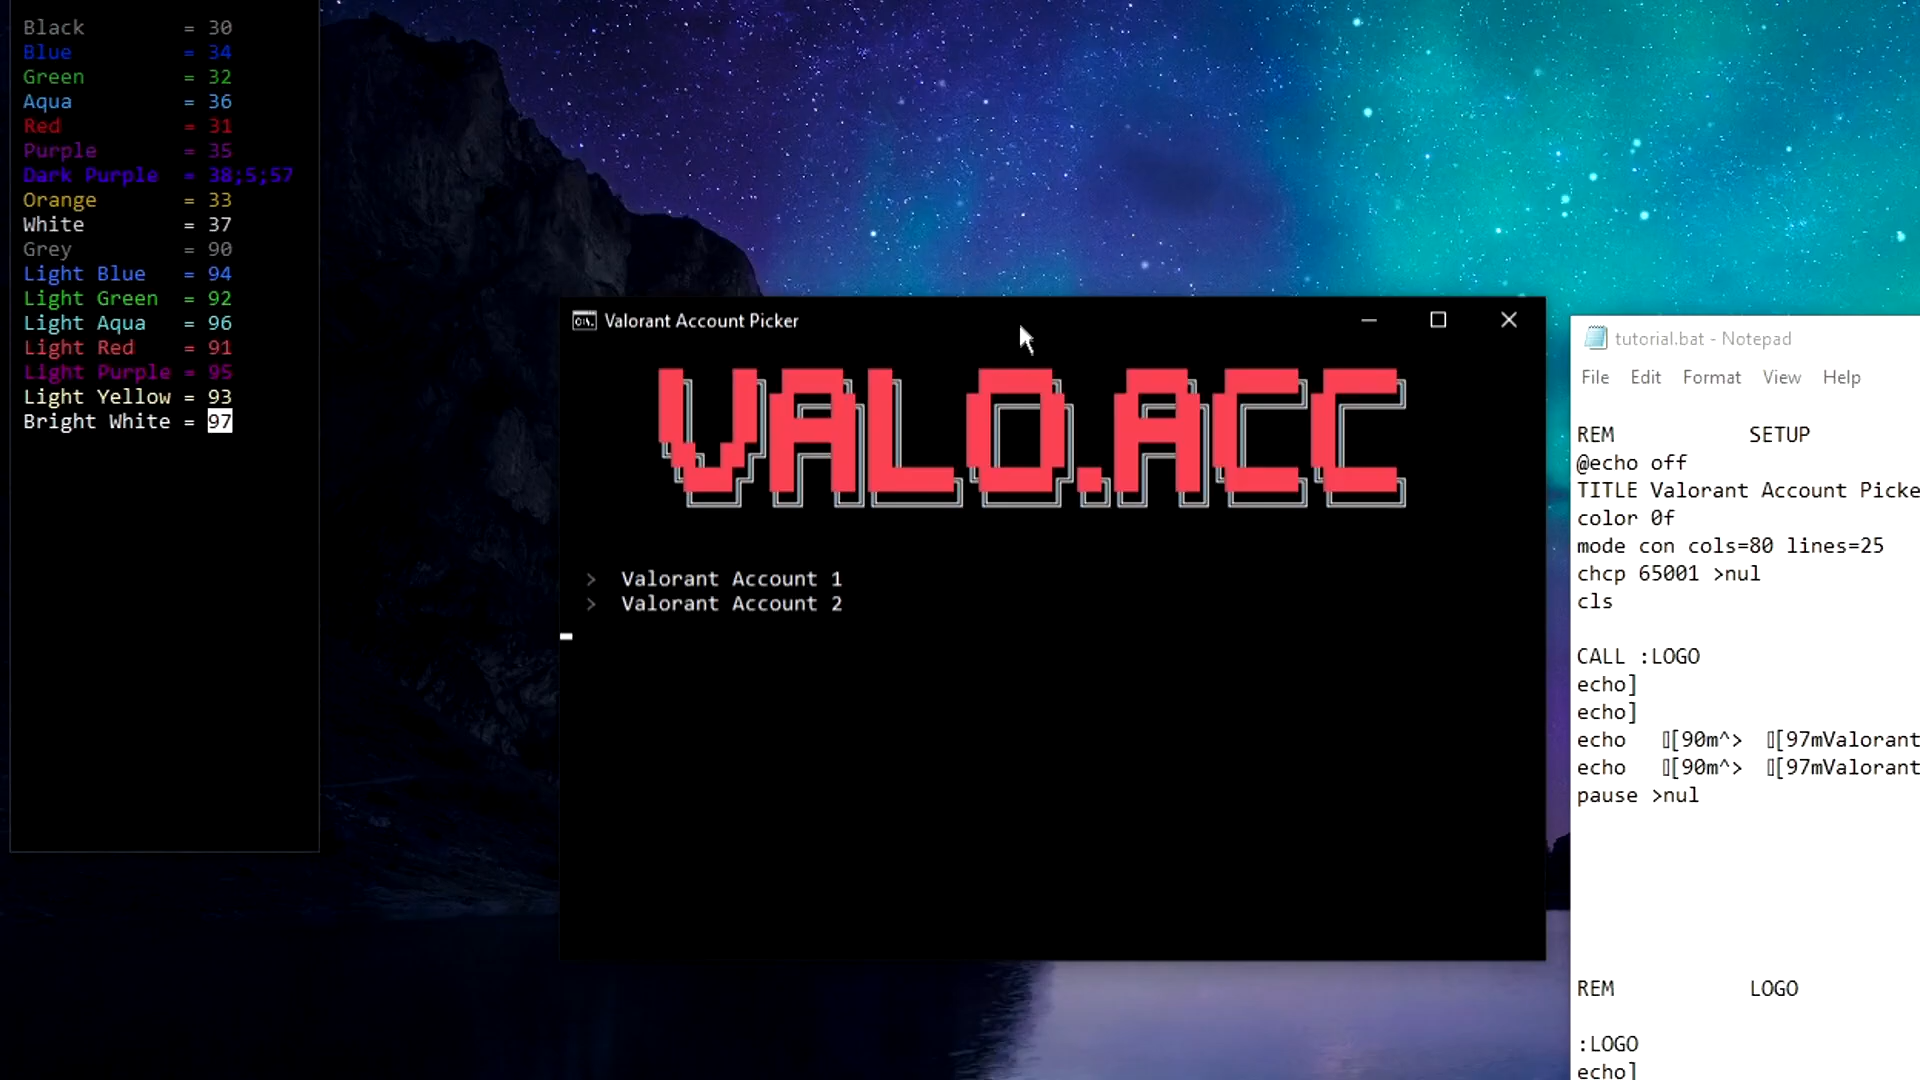 Black = 30
Blue = 34
Green = 32
Aqua = 36
Red = 31
Purple = 35
Dark Purple = 38;5;57
Orange = 33
White = 37
Grey = 90
Light Blue = 94
Light Green = 92
Light Aqua = 96
Light Red = 91
Light Purple = 95
Light Yellow = 93
Bright White = 97
Valorant Account Picker
VALO.ACC
> Valorant Account 1
> Valorant Account 2
tutorial.bat - Notepad
File Edit Format View Help
REM SETUP
@echo off
TITLE Valorant Account Picke
color 0f
mode con cols=80 lines=25
chcp 65001 >nul
cls
CALL :LOGO
echo]
echo]
echo ▯[90m^> ▯[97mValorant
echo ▯[90m^> ▯[97mValorant
pause >nul
REM LOGO
:LOGO
echo]